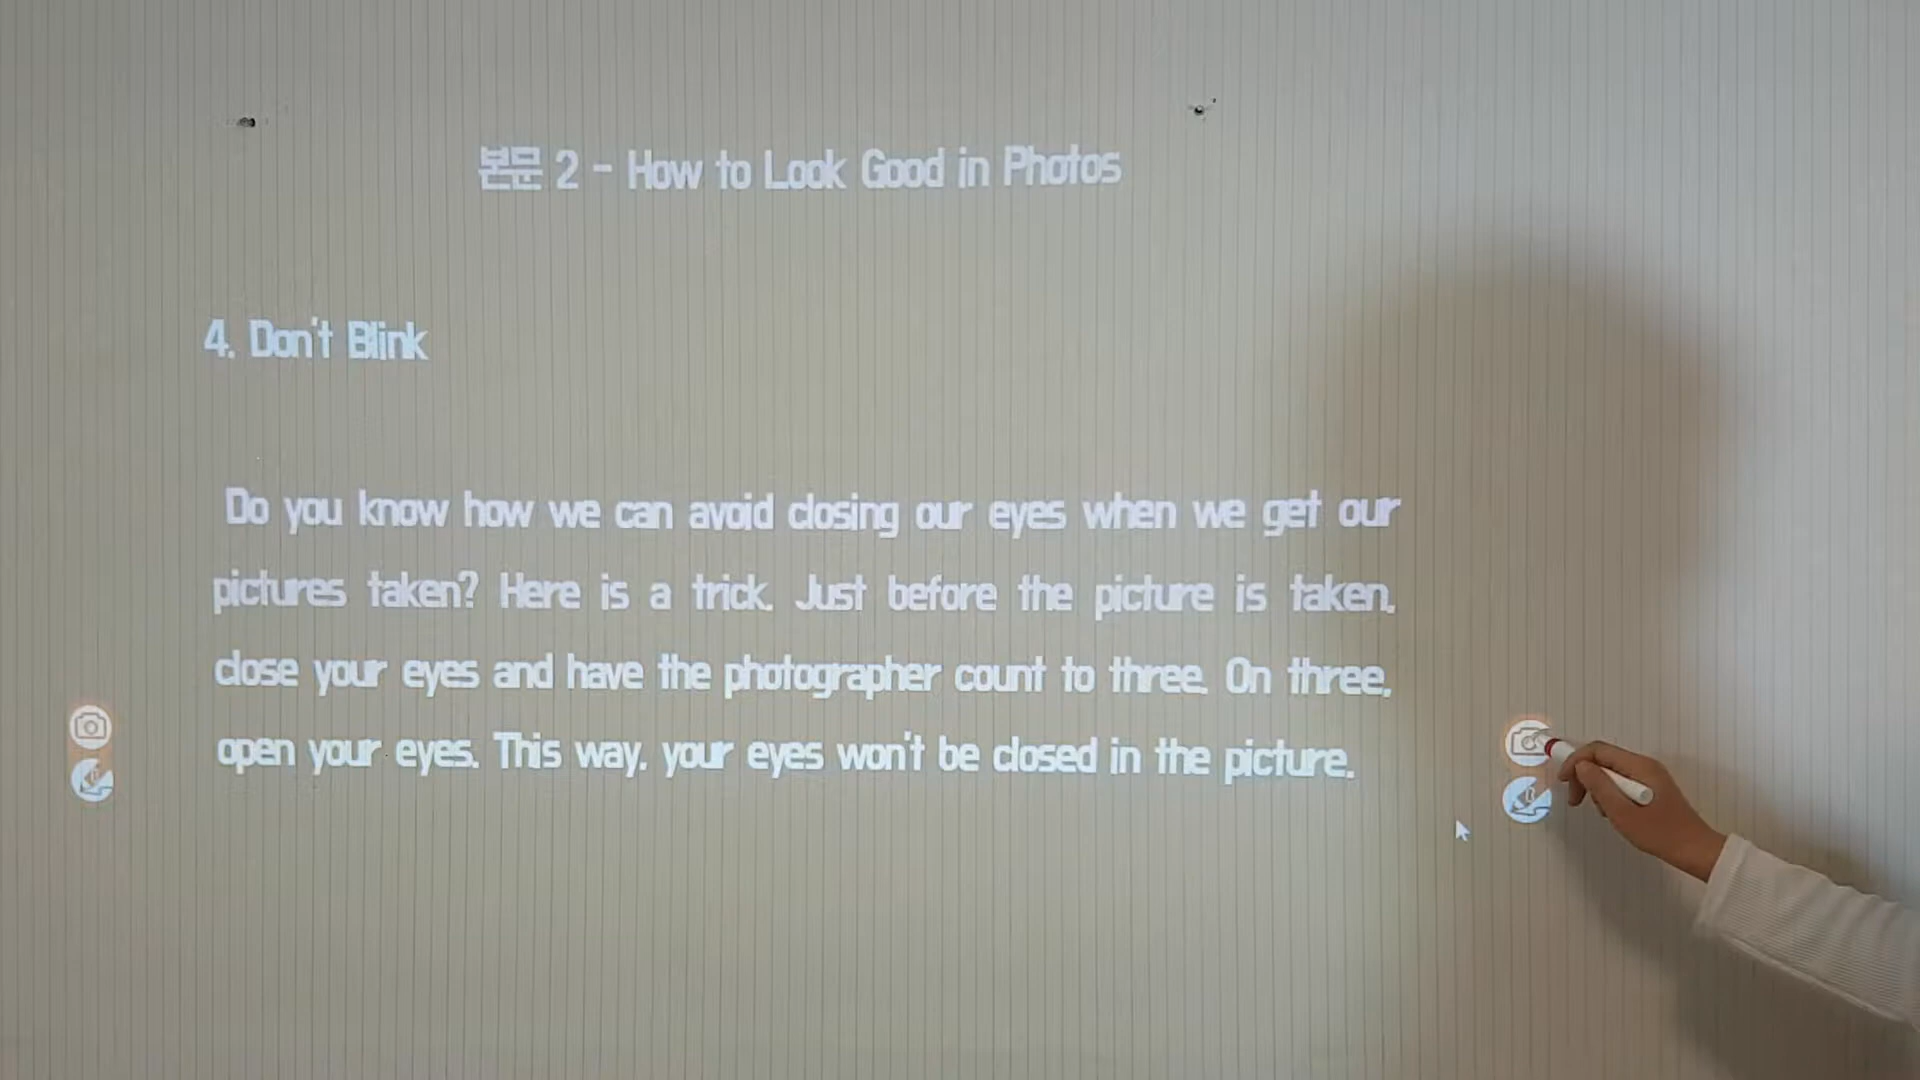 본문 2 - How to Look Good in Photos
4. Don't Blink
Do you know how we can avoid closing our eyes when we get our
pictures taken? Here is a trick. Just before the picture is taken,
close your eyes and have the photographer count to three. On three,
open your eyes. This way, your eyes won't be closed in the picture.